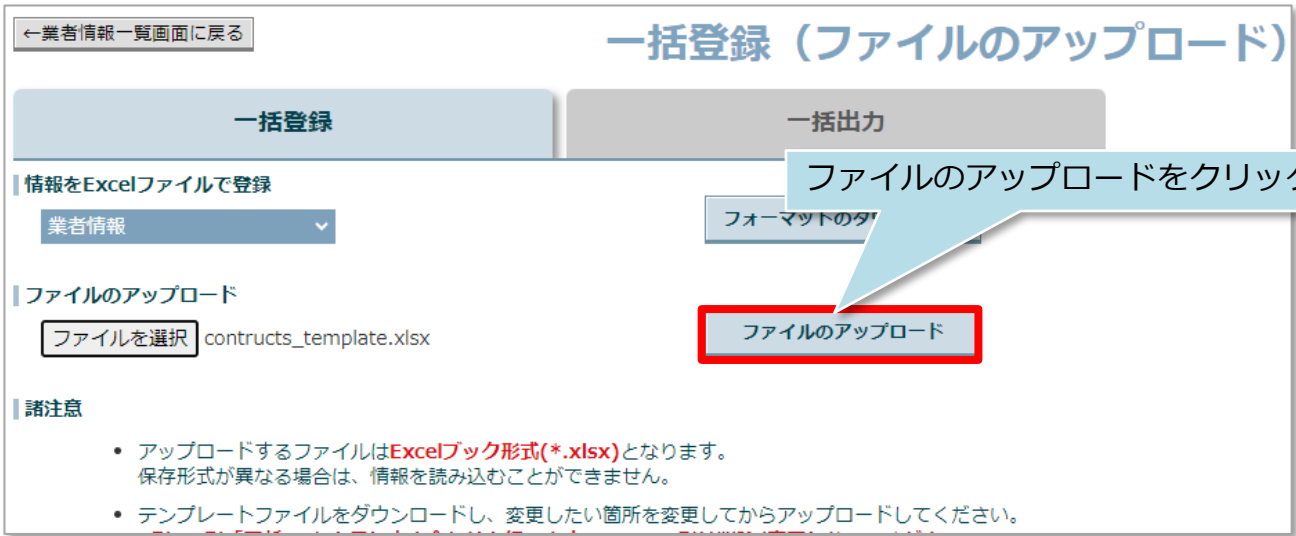 ←業者情報一覧画面に戻る
一括登録（ファイルのアップロード）
一括登録
一括出力
情報をExcelファイルで登録
ファイルのアップロードをクリック
業者情報
フォーマットのダ
ファイルのアップロード
ファイルを選択 contructs_template.xlsx
ファイルのアップロード
諸注意
• アップロードするファイルはExcelブック形式(*.xlsx)となります。
保存形式が異なる場合は、情報を読み込むことができません。
• テンプレートファイルをダウンロードし、変更したい箇所を変更してからアップロードしてください。